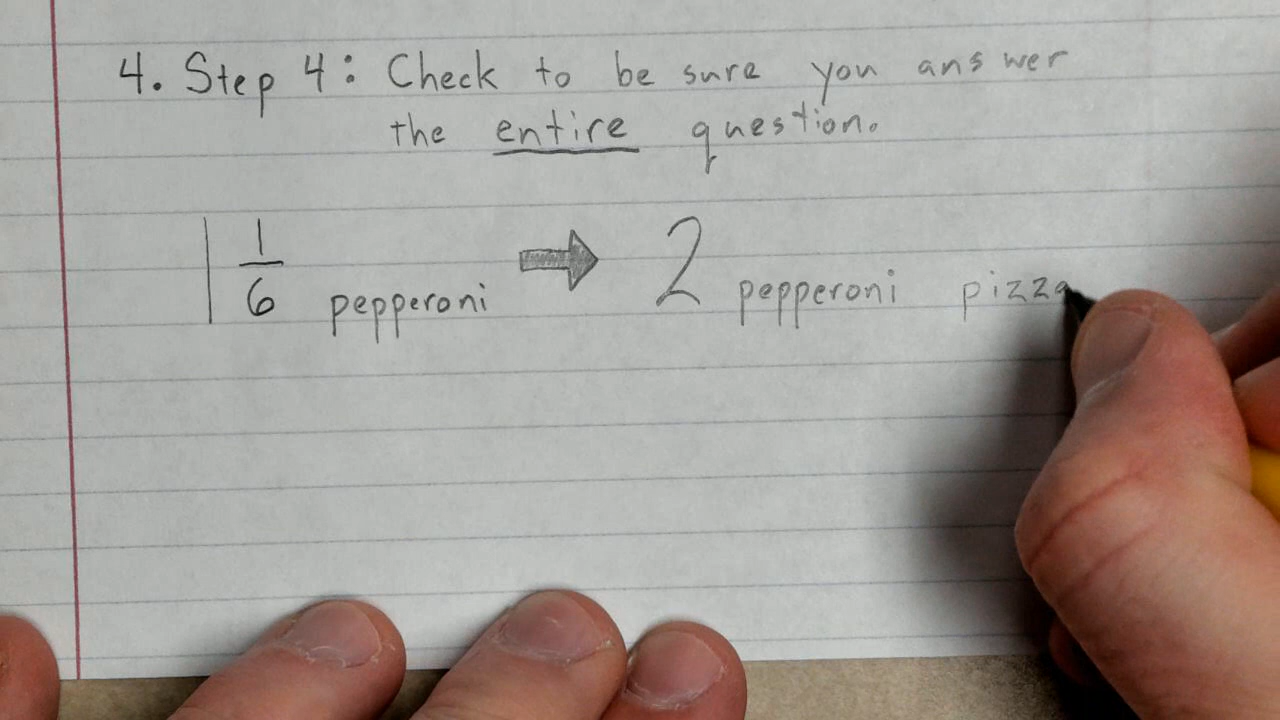 4. Step 4: Check to be sure you answer
the entire question.
1 1/6 pepperoni → 2 pepperoni pizza